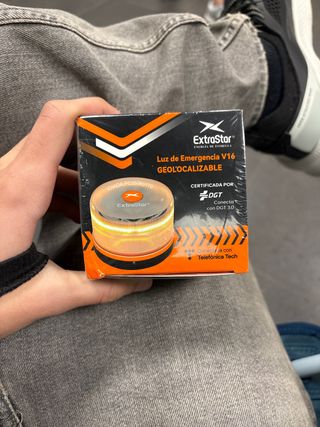 ExtraStar
Luz de Emergencia V16
GEOLOCALIZABLE
CERTIFICADA POR
DGT
Conecta
con DGT 3.0
ExtraStar
Telefónica Tech